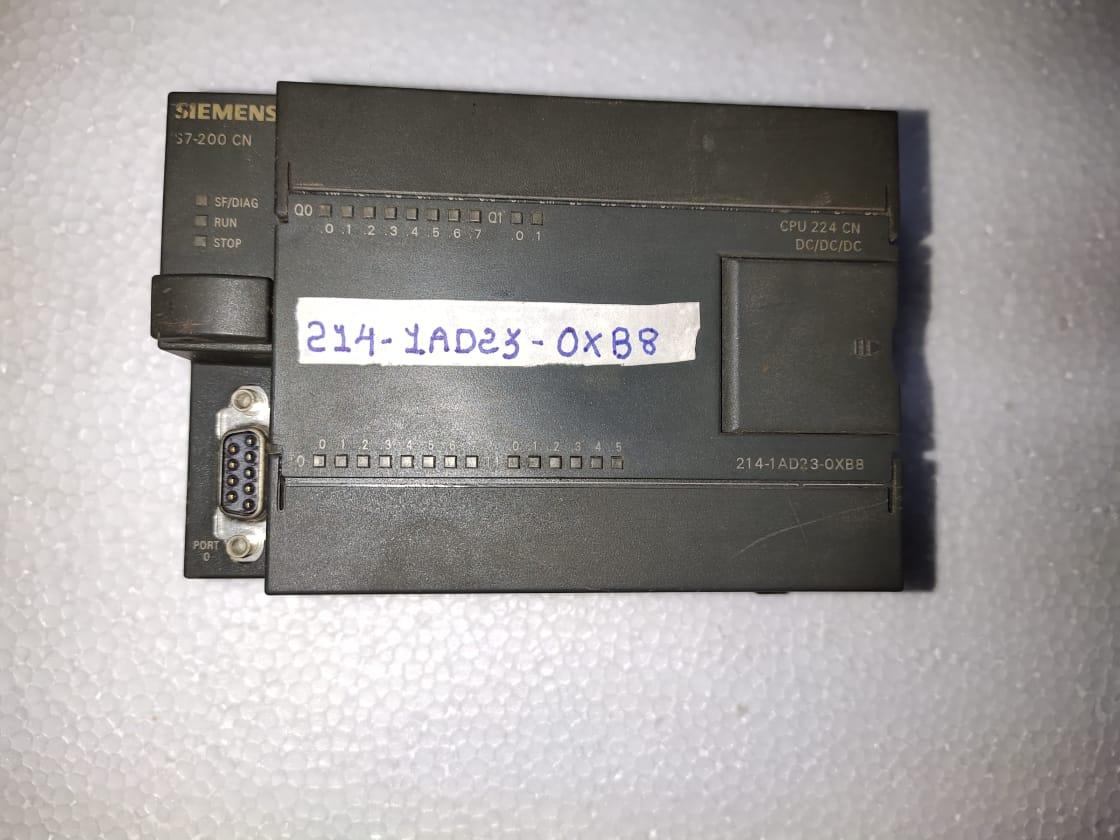 SIEMENS
S7-200 CN
SF/DIAG
RUN
STOP
Q0
.0 .1 .2 .3 .4 .5 .6 .7
Q1
.0 .1
CPU 224 CN
DC/DC/DC
214-1AD23-0XB8
0 1 2 3 4 5 6
0 1 2 3 4 5
214-1AD23-0XB8
PORT
0